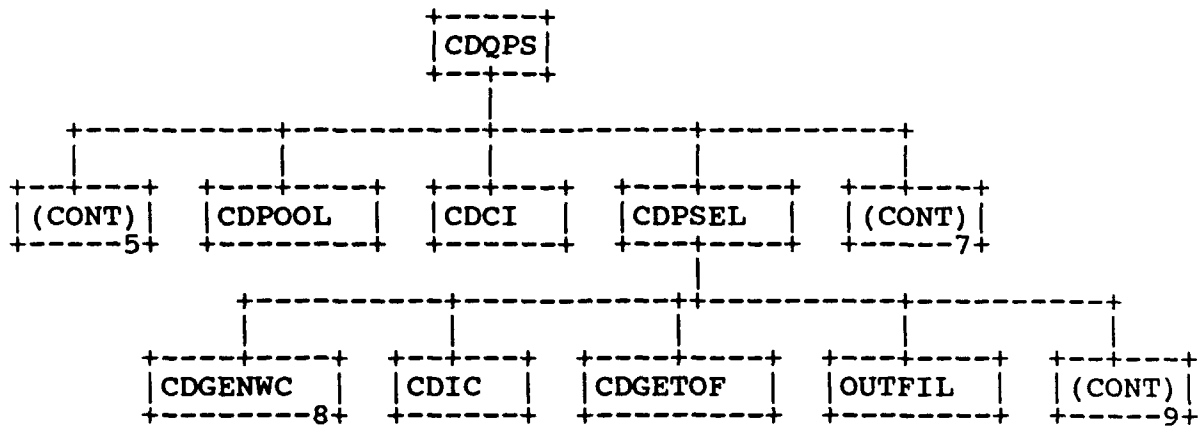 CDQPS
(CONT) CDPOOL CDCI CDPSEL (CONT)
5 7
CDGENWC CDIC CDGETOF OUTFIL (CONT)
8 9